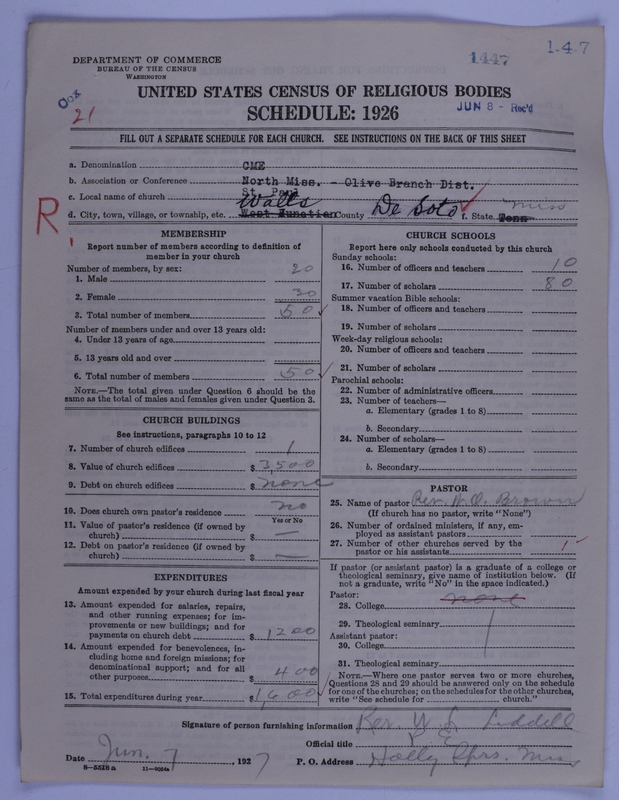 DEPARTMENT OF COMMERCE
BUREAU OF THE CENSUS
WASHINGTON
1447
1-4-7
UNITED STATES CENSUS OF RELIGIOUS BODIES
21
SCHEDULE: 1926
JUN 8 - Rec'd
FILL OUT A SEPARATE SCHEDULE FOR EACH CHURCH. SEE INSTRUCTIONS ON THE BACK OF THIS SHEET
a. Denomination CME
b. Association or Conference North Miss. - Olive Branch Dist.
c. Local name of church St. Paul Watts
d. City, town, village, or township, etc. West Junction County De Soto f. State Tenn Miss
R
MEMBERSHIP
Report number of members according to definition of
member in your church
Number of members, by sex:
1. Male 20
2. Female 30
3. Total number of members 50
Number of members under and over 13 years old:
4. Under 13 years of age
5. 13 years old and over
6. Total number of members 50
NOTE.—The total given under Question 6 should be
same as the total of males and females given under Question 3.
CHURCH BUILDINGS
See instructions, paragraphs 10 to 12
7. Number of church edifices 1
8. Value of church edifices $ 3,500
9. Debt on church edifices $ none
10. Does church own pastor's residence no
Yes or No
11. Value of pastor's residence (if owned by
church) $ —
12. Debt on pastor's residence (if owned by
church) $ —
EXPENDITURES
Amount expended by your church during last fiscal year
13. Amount expended for salaries, repairs,
and other running expenses; for im-
provements or new buildings; and for
payments on church debt $ 1200
14. Amount expended for benevolences, in-
cluding home and foreign missions; for
denominational support; and for all
other purposes $ 400
15. Total expenditures during year $ 1,600
CHURCH SCHOOLS
Report here only schools conducted by this church
Sunday schools:
16. Number of officers and teachers 10
17. Number of scholars 80
Summer vacation Bible schools:
18. Number of officers and teachers
19. Number of scholars
Week-day religious schools:
20. Number of officers and teachers
21. Number of scholars
Parochial schools:
22. Number of administrative officers
23. Number of teachers—
a. Elementary (grades 1 to 8)
b. Secondary
24. Number of scholars—
a. Elementary (grades 1 to 8)
b. Secondary
PASTOR
25. Name of pastor Rev. W. O. Brown
(If church has no pastor, write "None")
26. Number of ordained ministers, if any, em-
ployed as assistant pastors
27. Number of other churches served by the
pastor or his assistants 1
If pastor (or assistant pastor) is a graduate of a college or
theological seminary, give name of institution below. (If
not a graduate, write "No" in the space indicated.)
Pastor:
28. College none
29. Theological seminary
Assistant pastor:
30. College
31. Theological seminary
NOTE.—Where one pastor serves two or more churches,
Questions 28 and 29 should be answered only on the schedule
for one of the churches; on the schedules for the other churches,
write "See schedule for church."
Signature of person furnishing information Rev. W. L. Liddell
Official title P. E.
Date Jun. 7, 1927 P. O. Address Holly Sprs. Miss
8-5518 a 11-9024a